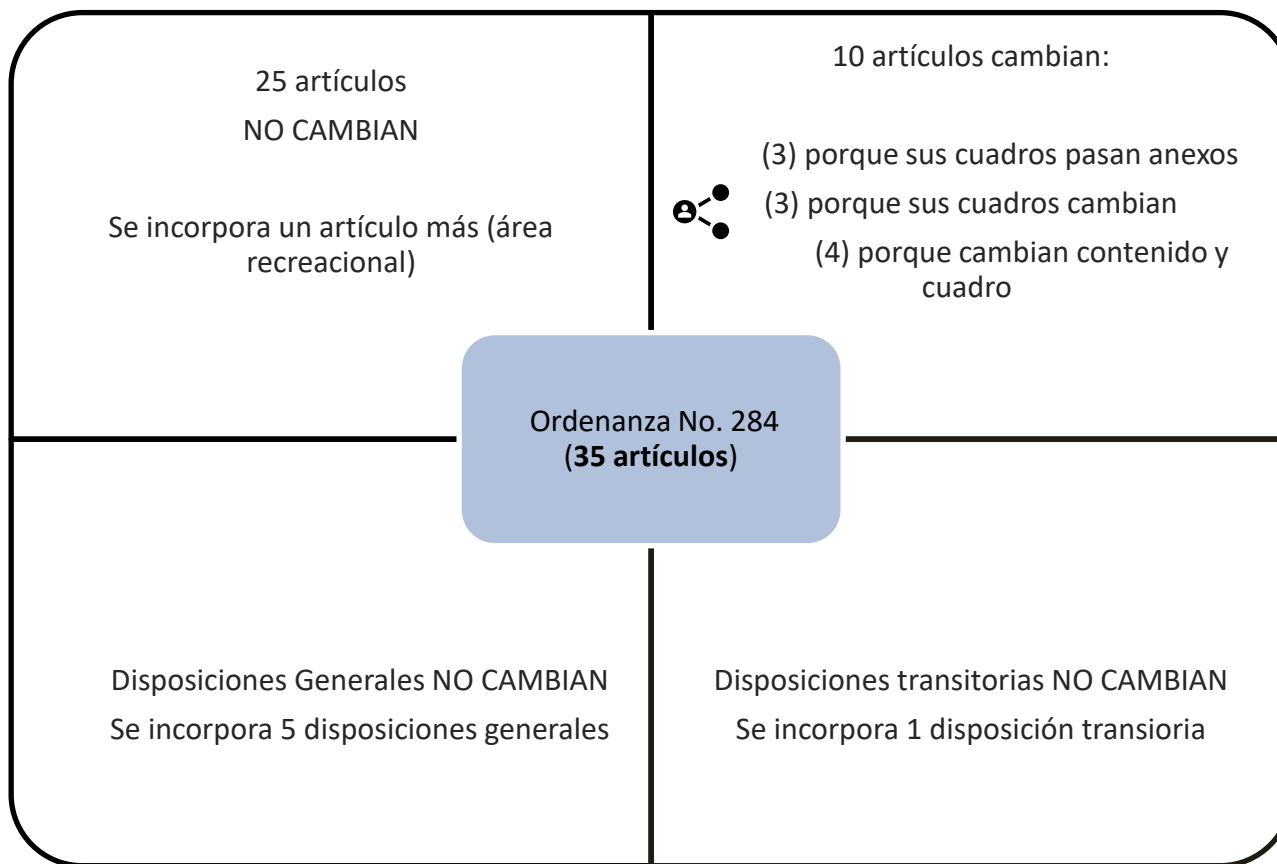 25 artículos
NO CAMBIAN
Se incorpora un artículo más (área
recreacional)
10 artículos cambian:
(3) porque sus cuadros pasan anexos
(3) porque sus cuadros cambian
(4) porque cambian contenido y
cuadro
Ordenanza No. 284
(35 artículos)
Disposiciones Generales NO CAMBIAN
Se incorpora 5 disposiciones generales
Disposiciones transitorias NO CAMBIAN
Se incorpora 1 disposición transioria